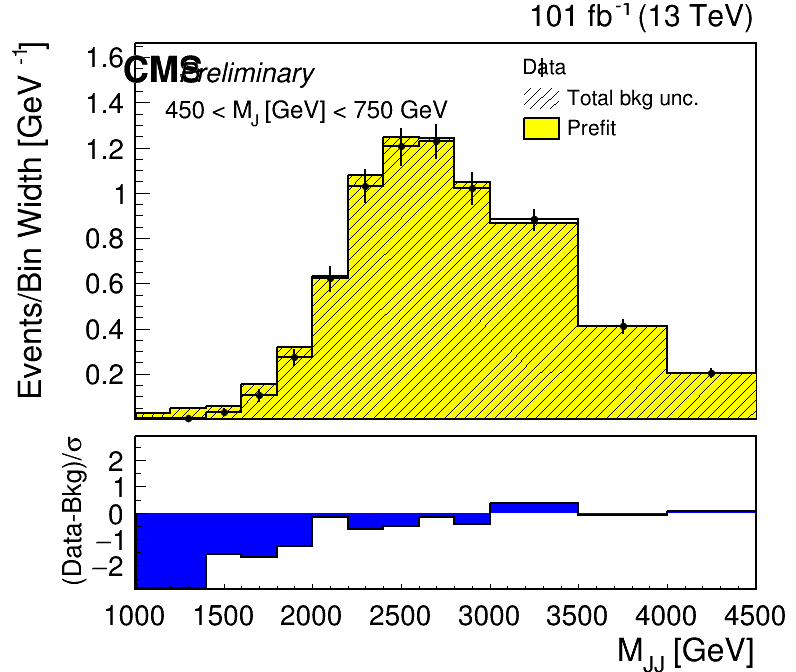 101 fb⁻¹ (13 TeV)
CMS Preliminary
450 < M_J [GeV] < 750 GeV
Data
Total bkg unc.
Prefit
Events/Bin Width [GeV⁻¹]
1.6
1.4
1.2
1
0.8
0.6
0.4
0.2
(Data-Bkg)/σ
2
1
0
−1
−2
1000 1500 2000 2500 3000 3500 4000 4500
M_JJ [GeV]